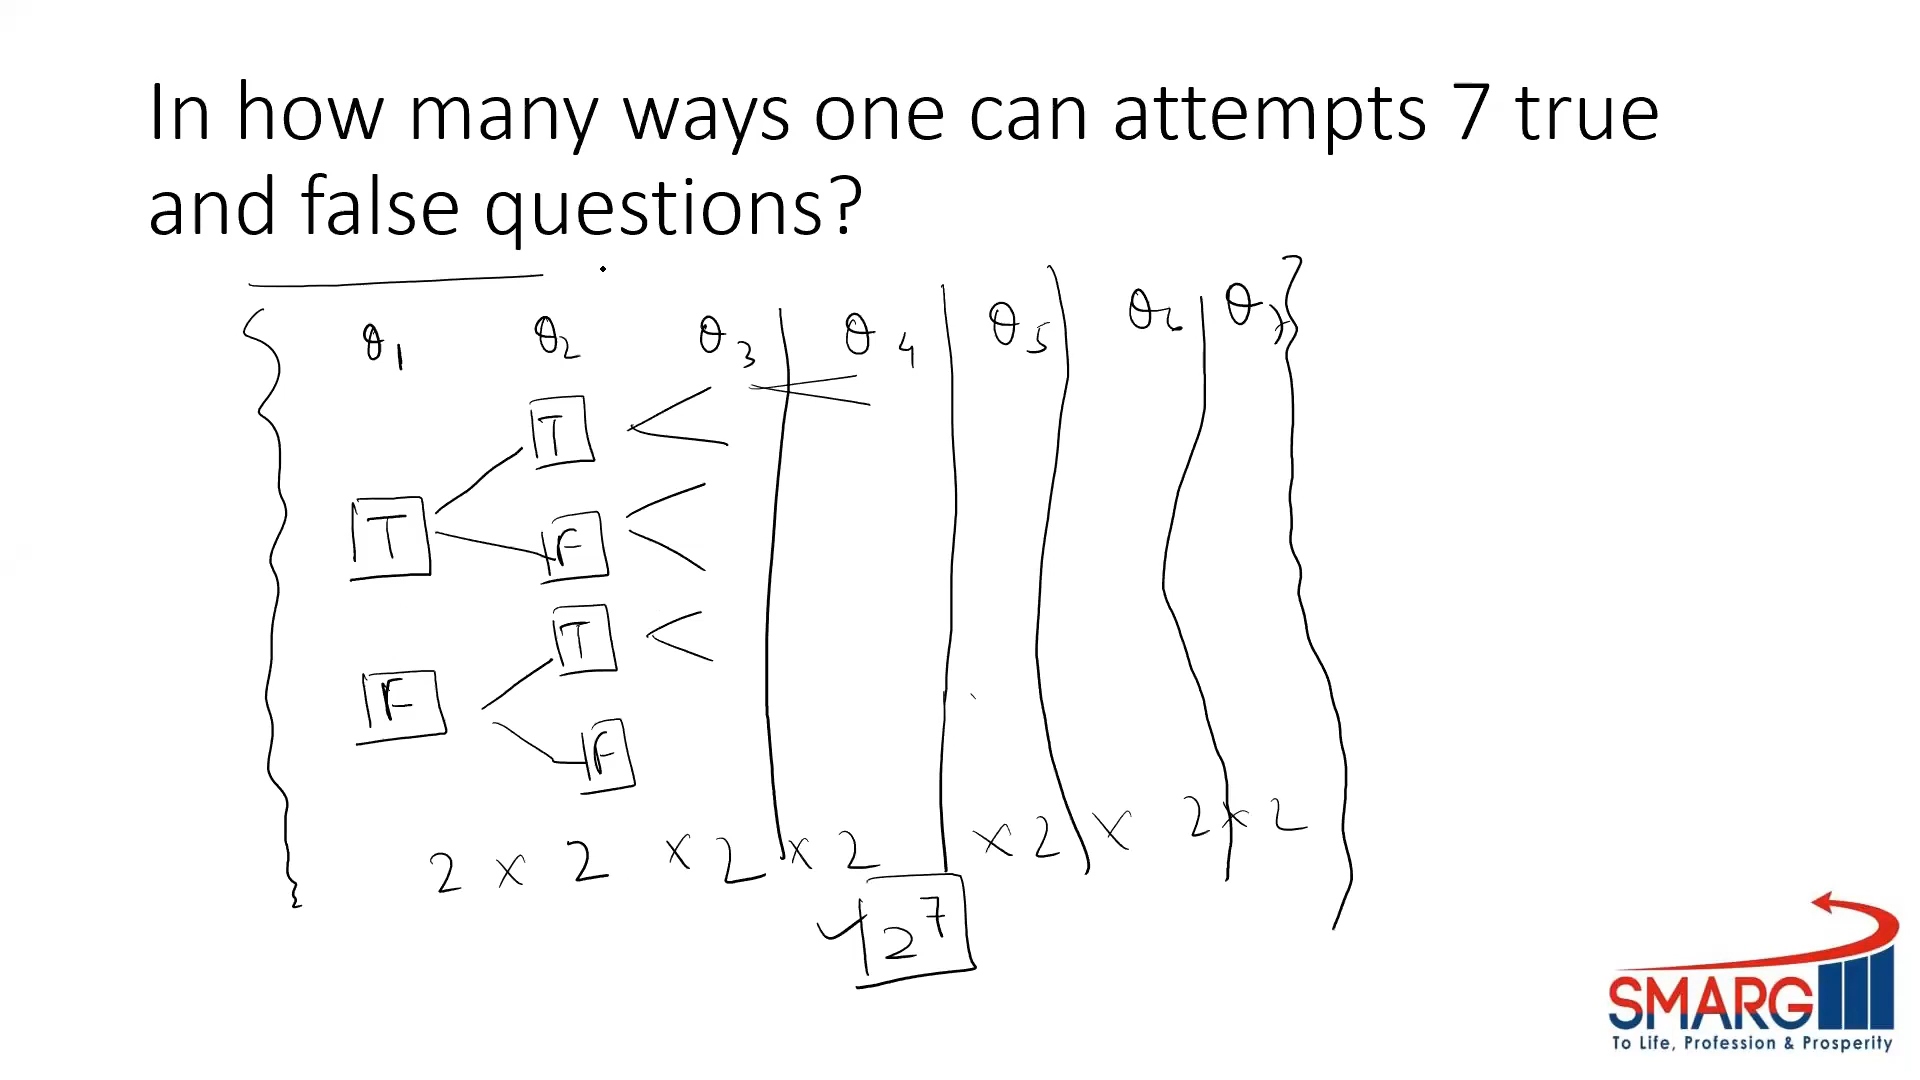 In how many ways one can attempts 7 true
and false questions?
θ1 θ2 θ3 θ4 θ5 θ6 θ7
T
T
F
T
F
F
2 × 2 × 2 × 2 × 2 × 2 × 2
2^7
SMARG
To Life, Profession & Prosperity